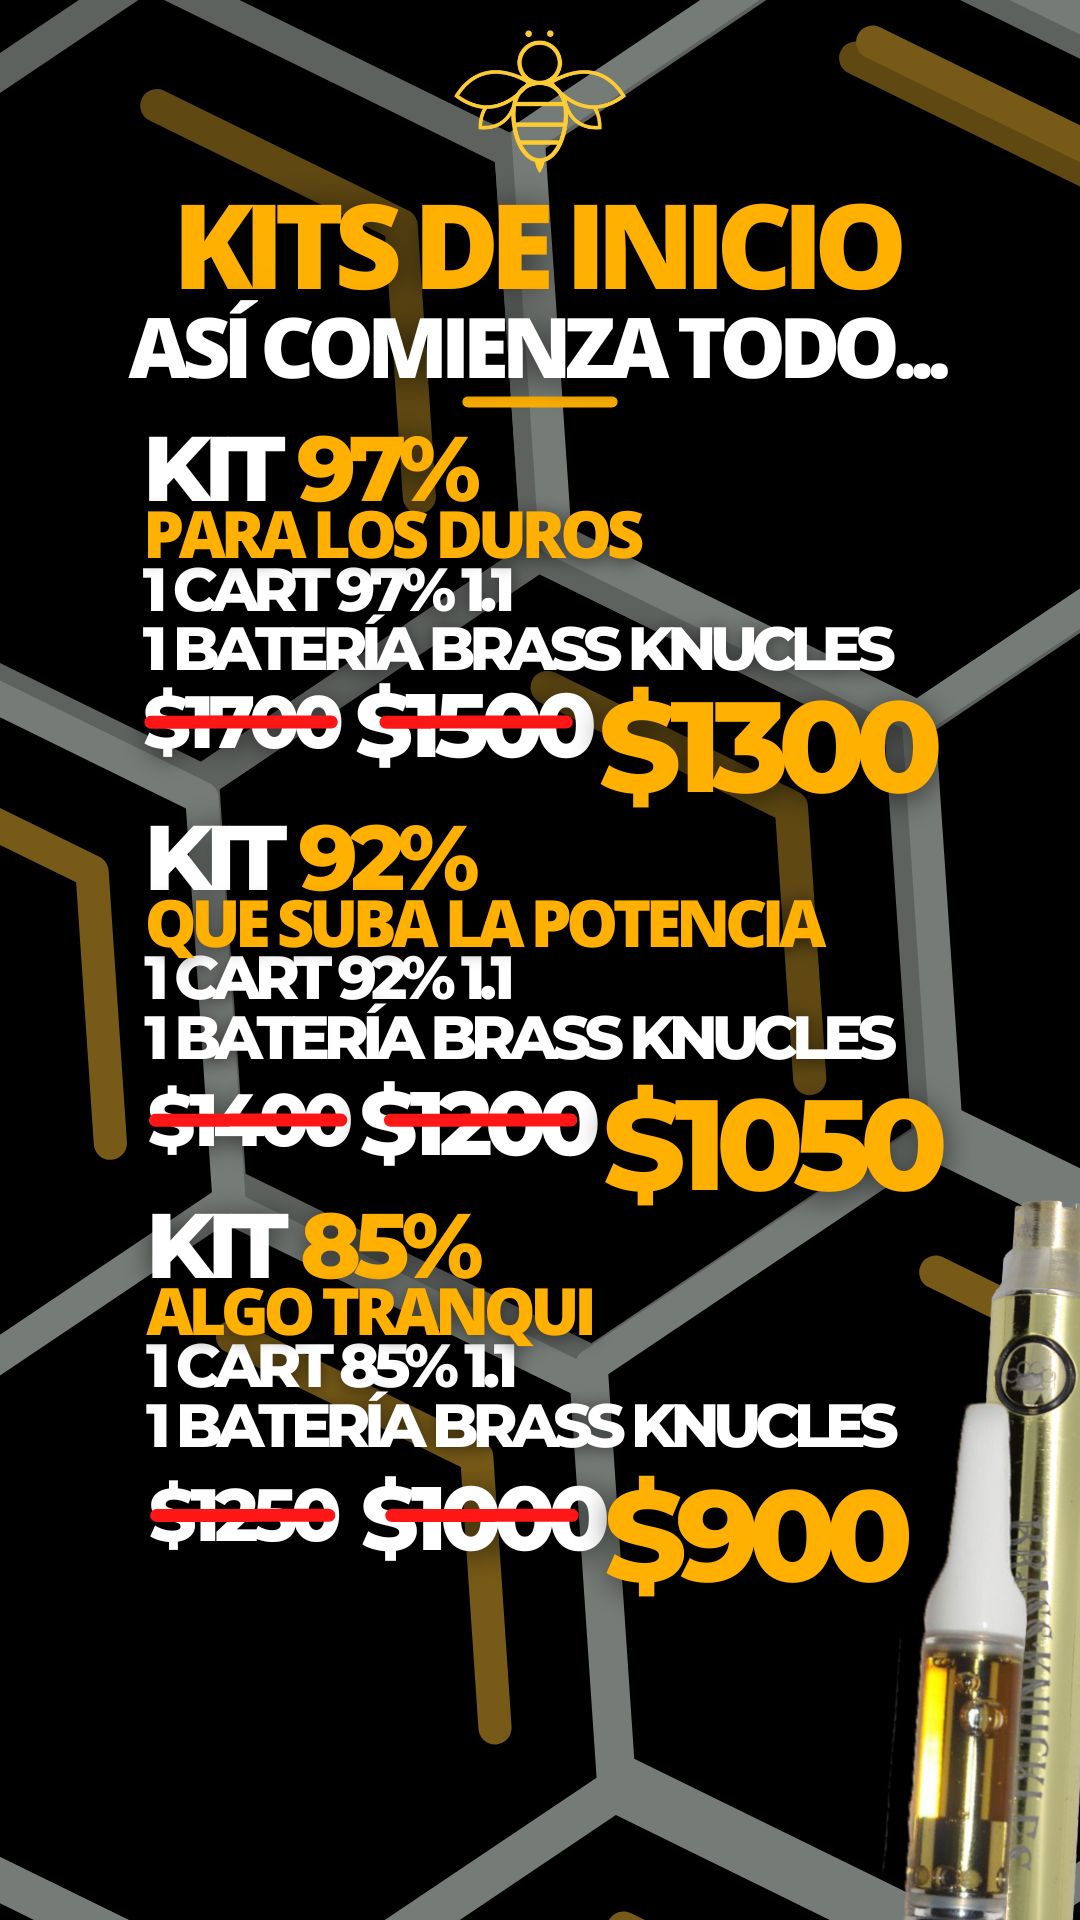 KITS DE INICIO
ASÍ COMIENZA TODO...
KIT 97%
PARA LOS DUROS
1 CART 97% 1.1
1 BATERÍA BRASS KNUCLES
$1700 $1500 $1300
KIT 92%
QUE SUBA LA POTENCIA
1 CART 92% 1.1
1 BATERÍA BRASS KNUCLES
$1400 $1200 $1050
KIT 85%
ALGO TRANQUI
1 CART 85% 1.1
1 BATERÍA BRASS KNUCLES
$1250 $1000 $900
BRASS KNUCKLES